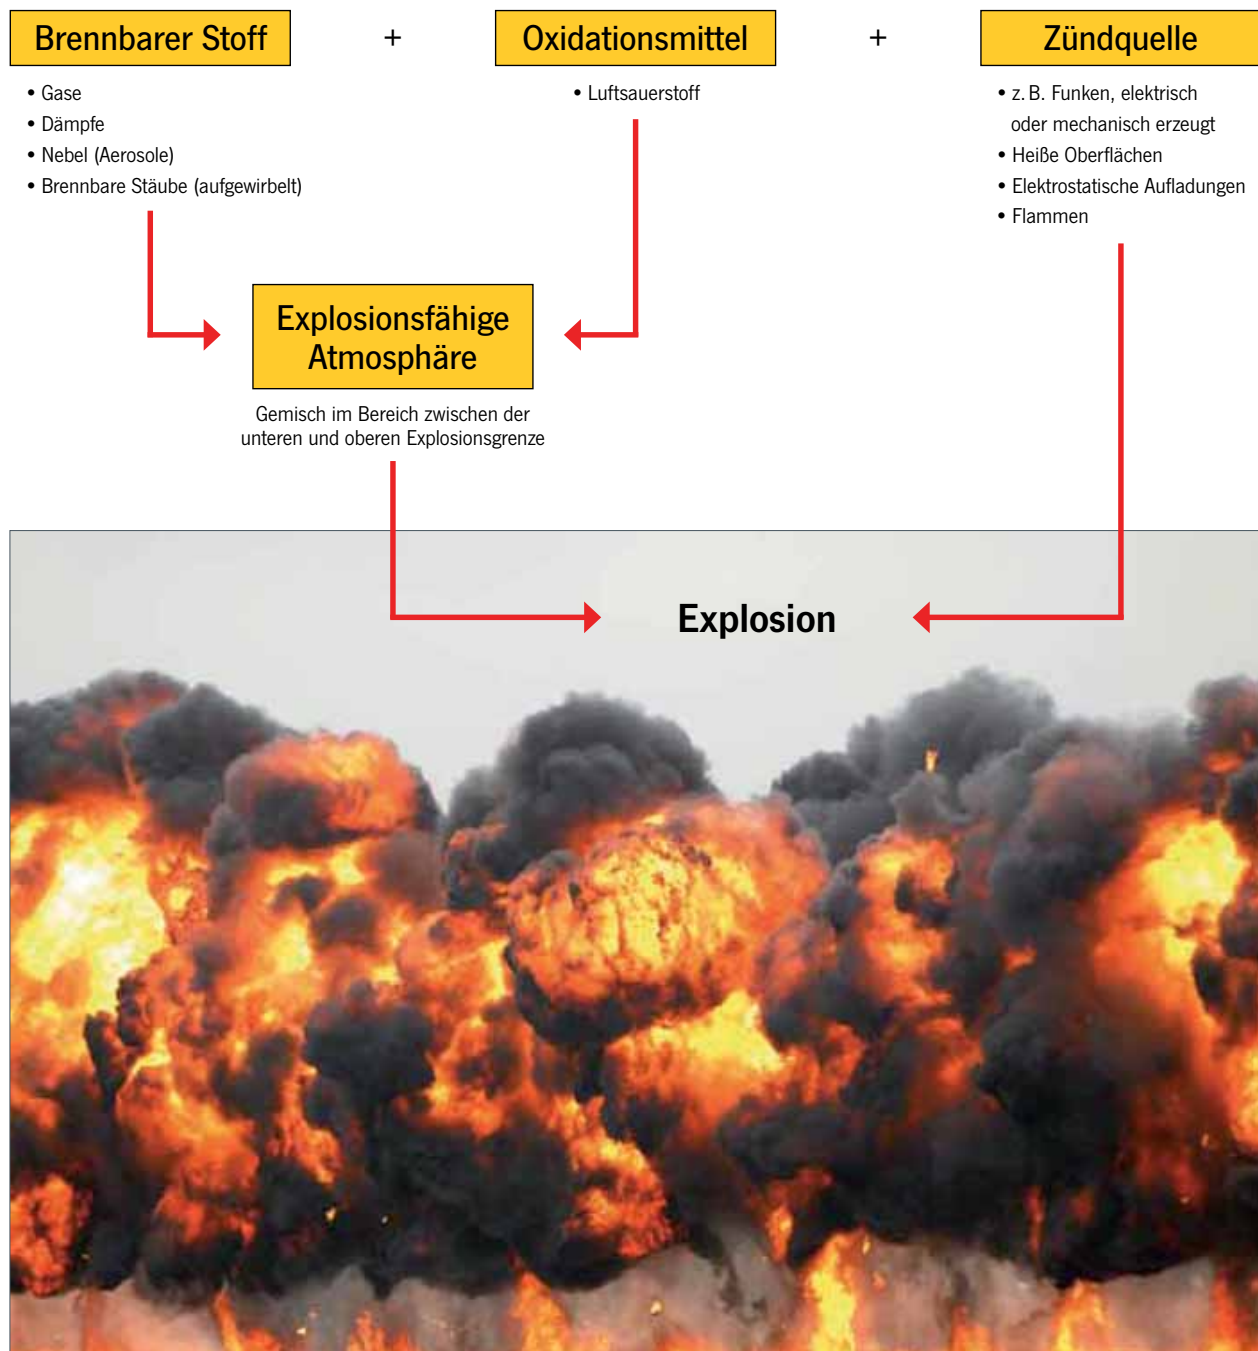 Brennbarer Stoff + Oxidationsmittel + Zündquelle
• Gase
• Dämpfe
• Nebel (Aerosole)
• Brennbare Stäube (aufgewirbelt)
• Luftsauerstoff
• z. B. Funken, elektrisch
oder mechanisch erzeugt
• Heiße Oberflächen
• Elektrostatische Aufladungen
• Flammen
Explosionsfähige
Atmosphäre
Gemisch im Bereich zwischen der
unteren und oberen Explosionsgrenze
Explosion